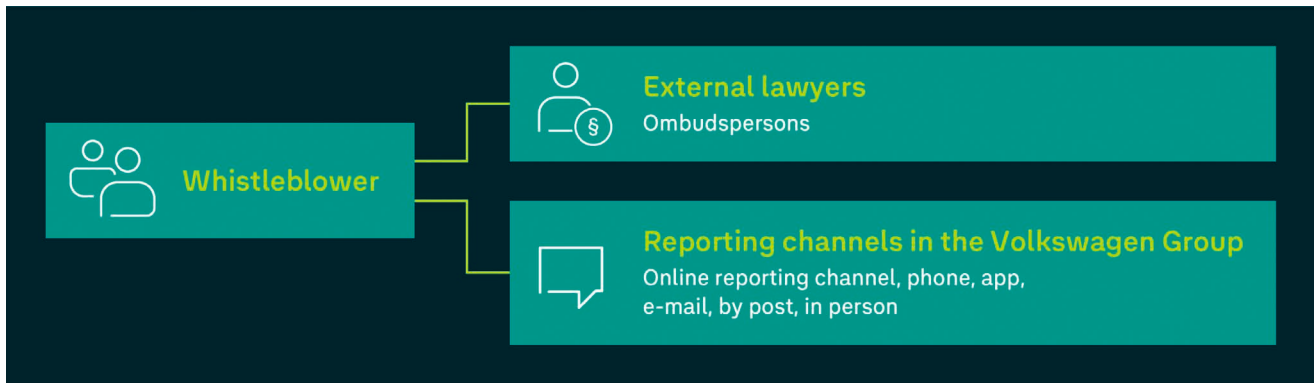 Whistleblower
External lawyers
§
Ombudspersons
Reporting channels in the Volkswagen Group
Online reporting channel, phone, app,
e-mail, by post, in person